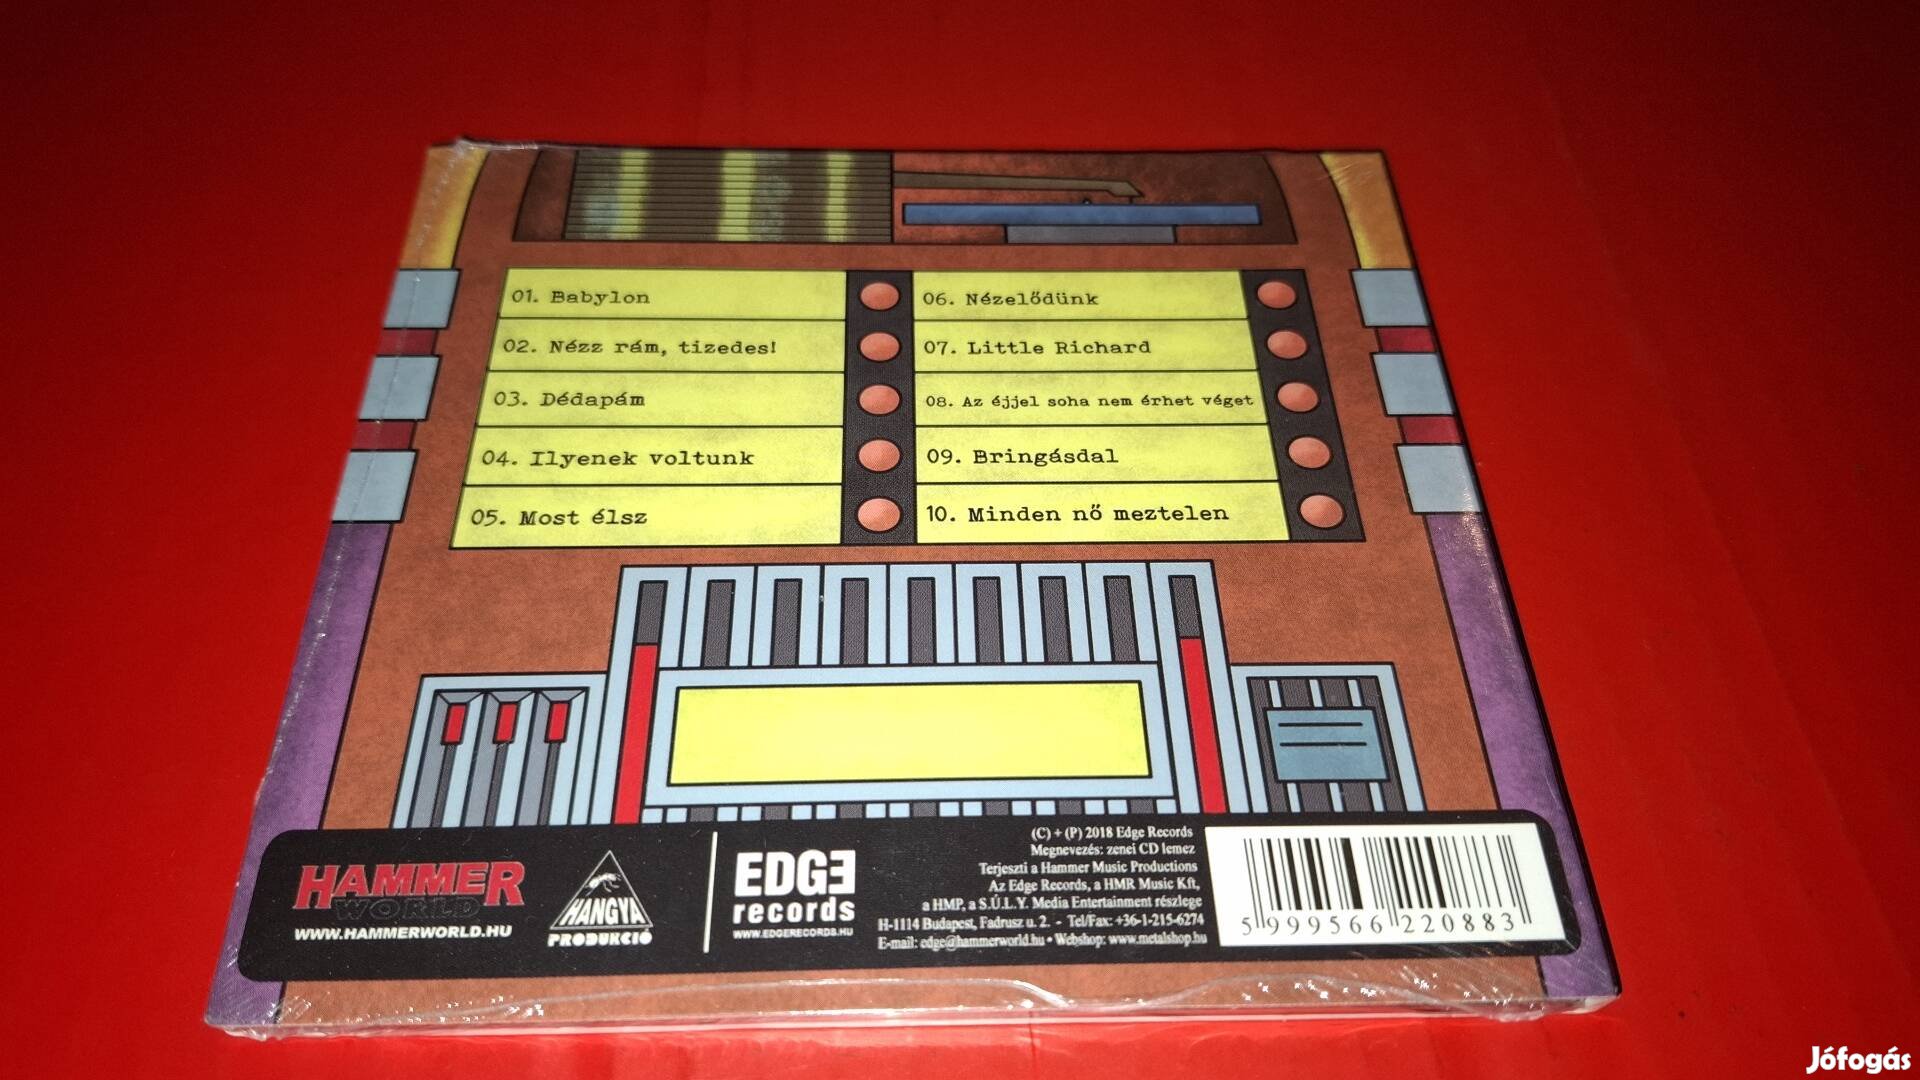 01. Babylon
02. Nézz rám, tizedes!
03. Dédapám
04. Ilyenek voltunk
05. Most élsz
06. Nézelődünk
07. Little Richard
08. Az éjjel soha nem érhet véget
09. Bringásdal
10. Minden nő meztelen
HAMMER
WORLD
WWW.HAMMERWORLD.HU
HANGYA
PRODUKCIÓ
EDGE
records
WWW.EDGERECORDS.HU
(C) + (P) 2018 Edge Records
Megnevezés: zenei CD lemez
Terjeszti a Hammer Music Productions
Az Edge Records, a HMR Music Kft,
a HMP, a S.Ü.L.Y. Media Entertainment részlege
H-1114 Budapest, Fadrusz u. 2. - Tel/Fax: +36-1-215-6274
E-mail: edge@hammerworld.hu • Webshop: www.metalshop.hu
5 999566 220883
Jófogás